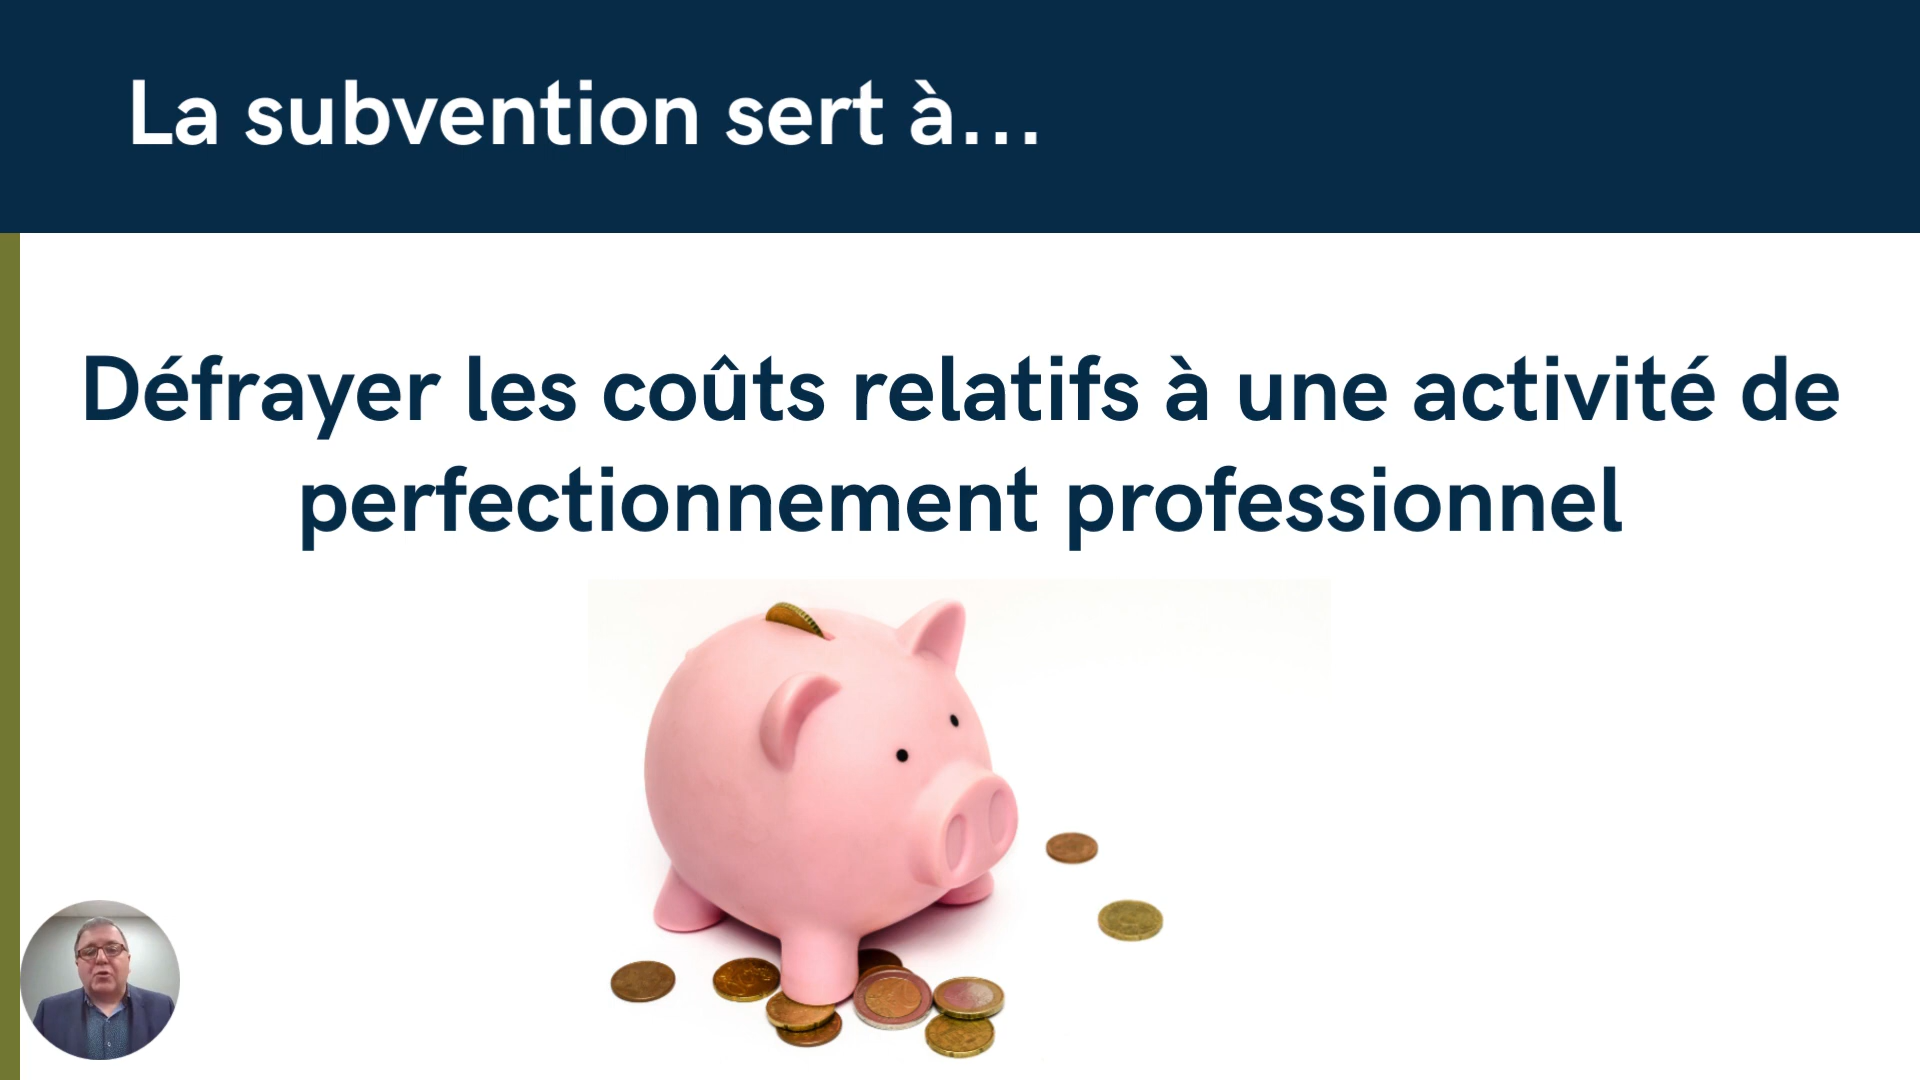 La subvention sert à...
Défrayer les coûts relatifs à une activité de
perfectionnement professionnel